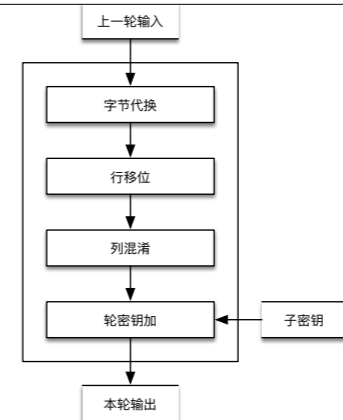 上一轮输入
字节代换
行移位
列混淆
轮密钥加
子密钥
本轮输出